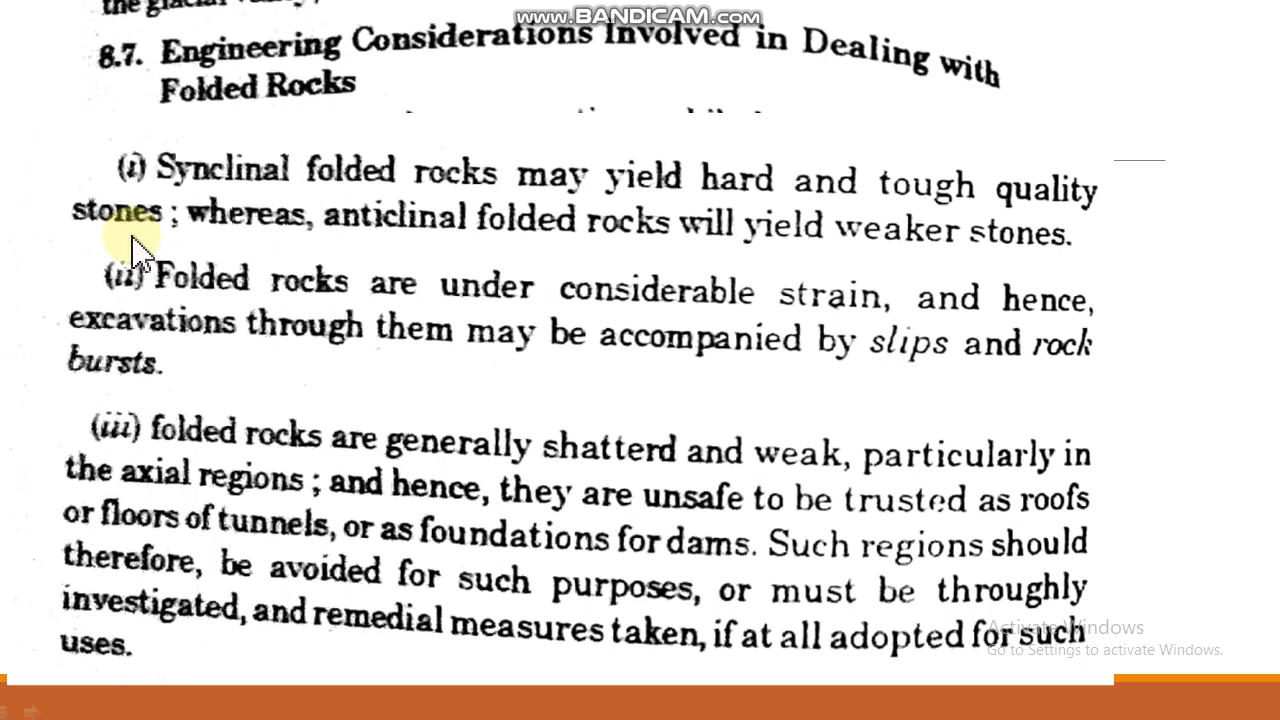 www.BANDICAM.com
the glacial
8.7. Engineering Considerations Involved in Dealing with
Folded Rocks
(i) Synclinal folded rocks may yield hard and tough quality
stones ; whereas, anticlinal folded rocks will yield weaker stones.
(ii) Folded rocks are under considerable strain, and hence,
excavations through them may be accompanied by slips and rock
bursts.
(iii) folded rocks are generally shatterd and weak, particularly in
the axial regions ; and hence, they are unsafe to be trusted as roofs
or floors of tunnels, or as foundations for dams. Such regions should
therefore, be avoided for such purposes, or must be throughly
investigated, and remedial measures taken, if at all adopted for such
uses.
Activate Windows
Go to Settings to activate Windows.